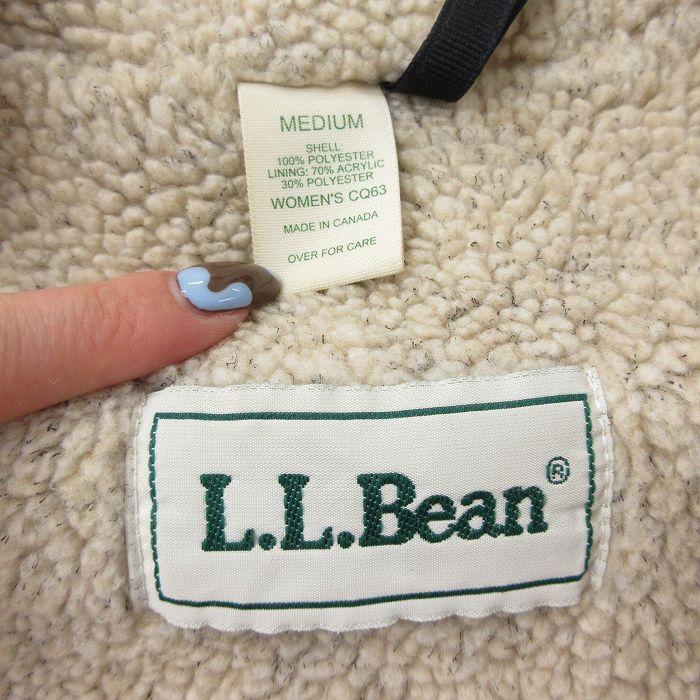 MEDIUM
SHELL
100% POLYESTER
LINING: 70% ACRYLIC
30% POLYESTER
WOMEN'S CQ63
MADE IN CANADA
OVER FOR CARE
L.L.Bean®